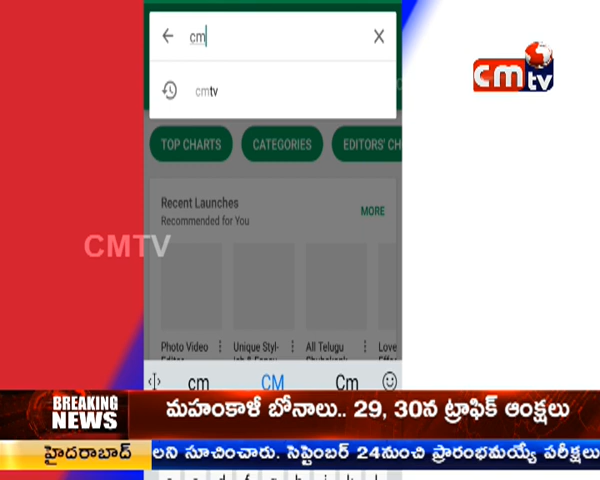 cm
cmtv
cmtv
TOP CHARTS
CATEGORIES
EDITORS' CH
Recent Launches
Recommended for You
MORE
CMTV
Photo Video
Unique Styl-
All Telugu
Love
cm
CM
Cm
BREAKING
NEWS
మహంకాళీ బోనాలు.. 29, 30న ట్రాఫిక్ ఆంక్షలు
హైదరాబాద్
లని సూచించారు. సెప్టెంబర్ 24నుంచి ప్రారంభమయ్యే పరీక్షలు